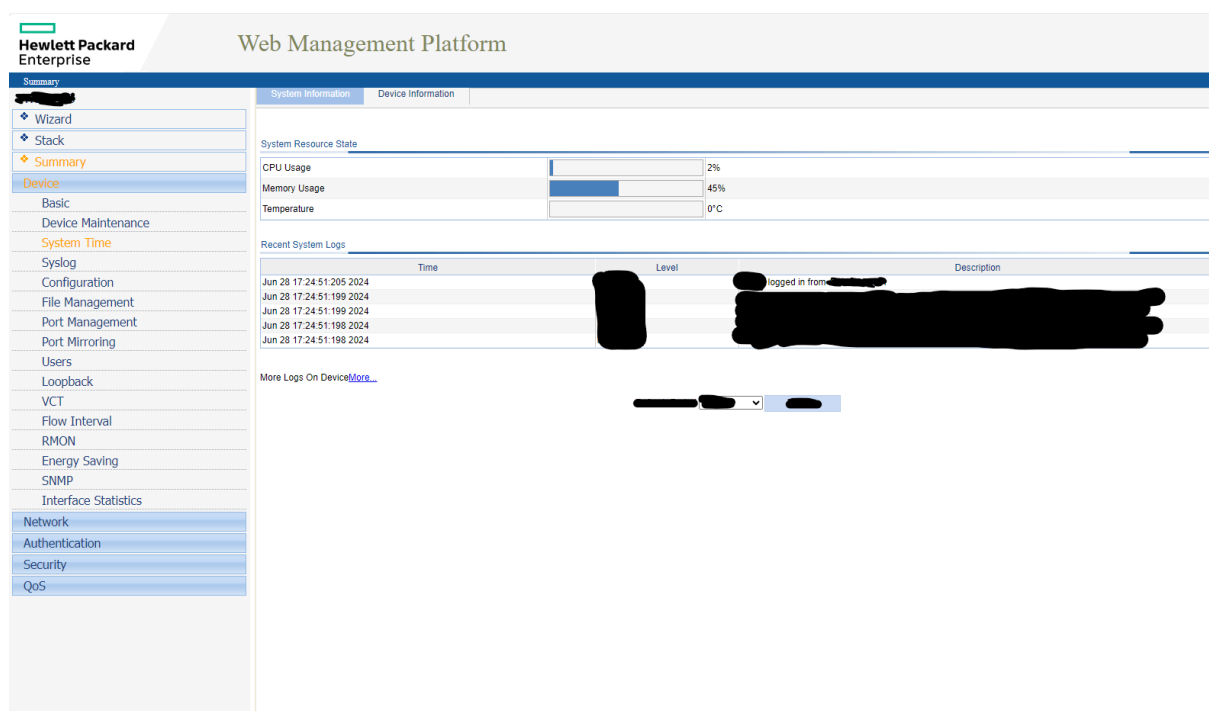 Hewlett Packard
Enterprise
Web Management Platform
Summary
System Information Device Information
Wizard
Stack
Summary
Device
Basic
Device Maintenance
System Time
Syslog
Configuration
File Management
Port Management
Port Mirroring
Users
Loopback
VCT
Flow Interval
RMON
Energy Saving
SNMP
Interface Statistics
Network
Authentication
Security
QoS
System Resource State
CPU Usage 2%
Memory Usage 45%
Temperature 0°C
Recent System Logs
Time Level Description
Jun 28 17:24:51:205 2024 logged in from
Jun 28 17:24:51:199 2024
Jun 28 17:24:51:199 2024
Jun 28 17:24:51:198 2024
Jun 28 17:24:51:198 2024
More Logs On DeviceMore...